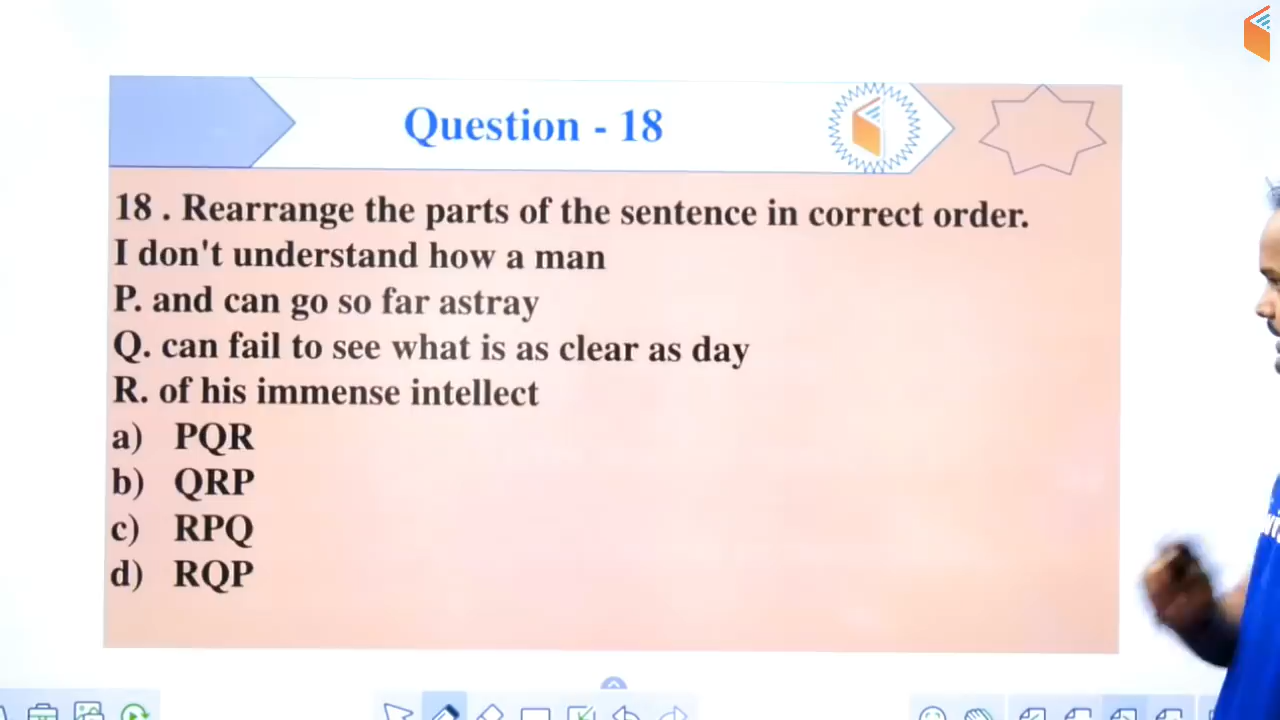 Question - 18
18 . Rearrange the parts of the sentence in correct order.
I don't understand how a man
P. and can go so far astray
Q. can fail to see what is as clear as day
R. of his immense intellect
a) PQR
b) QRP
c) RPQ
d) RQP